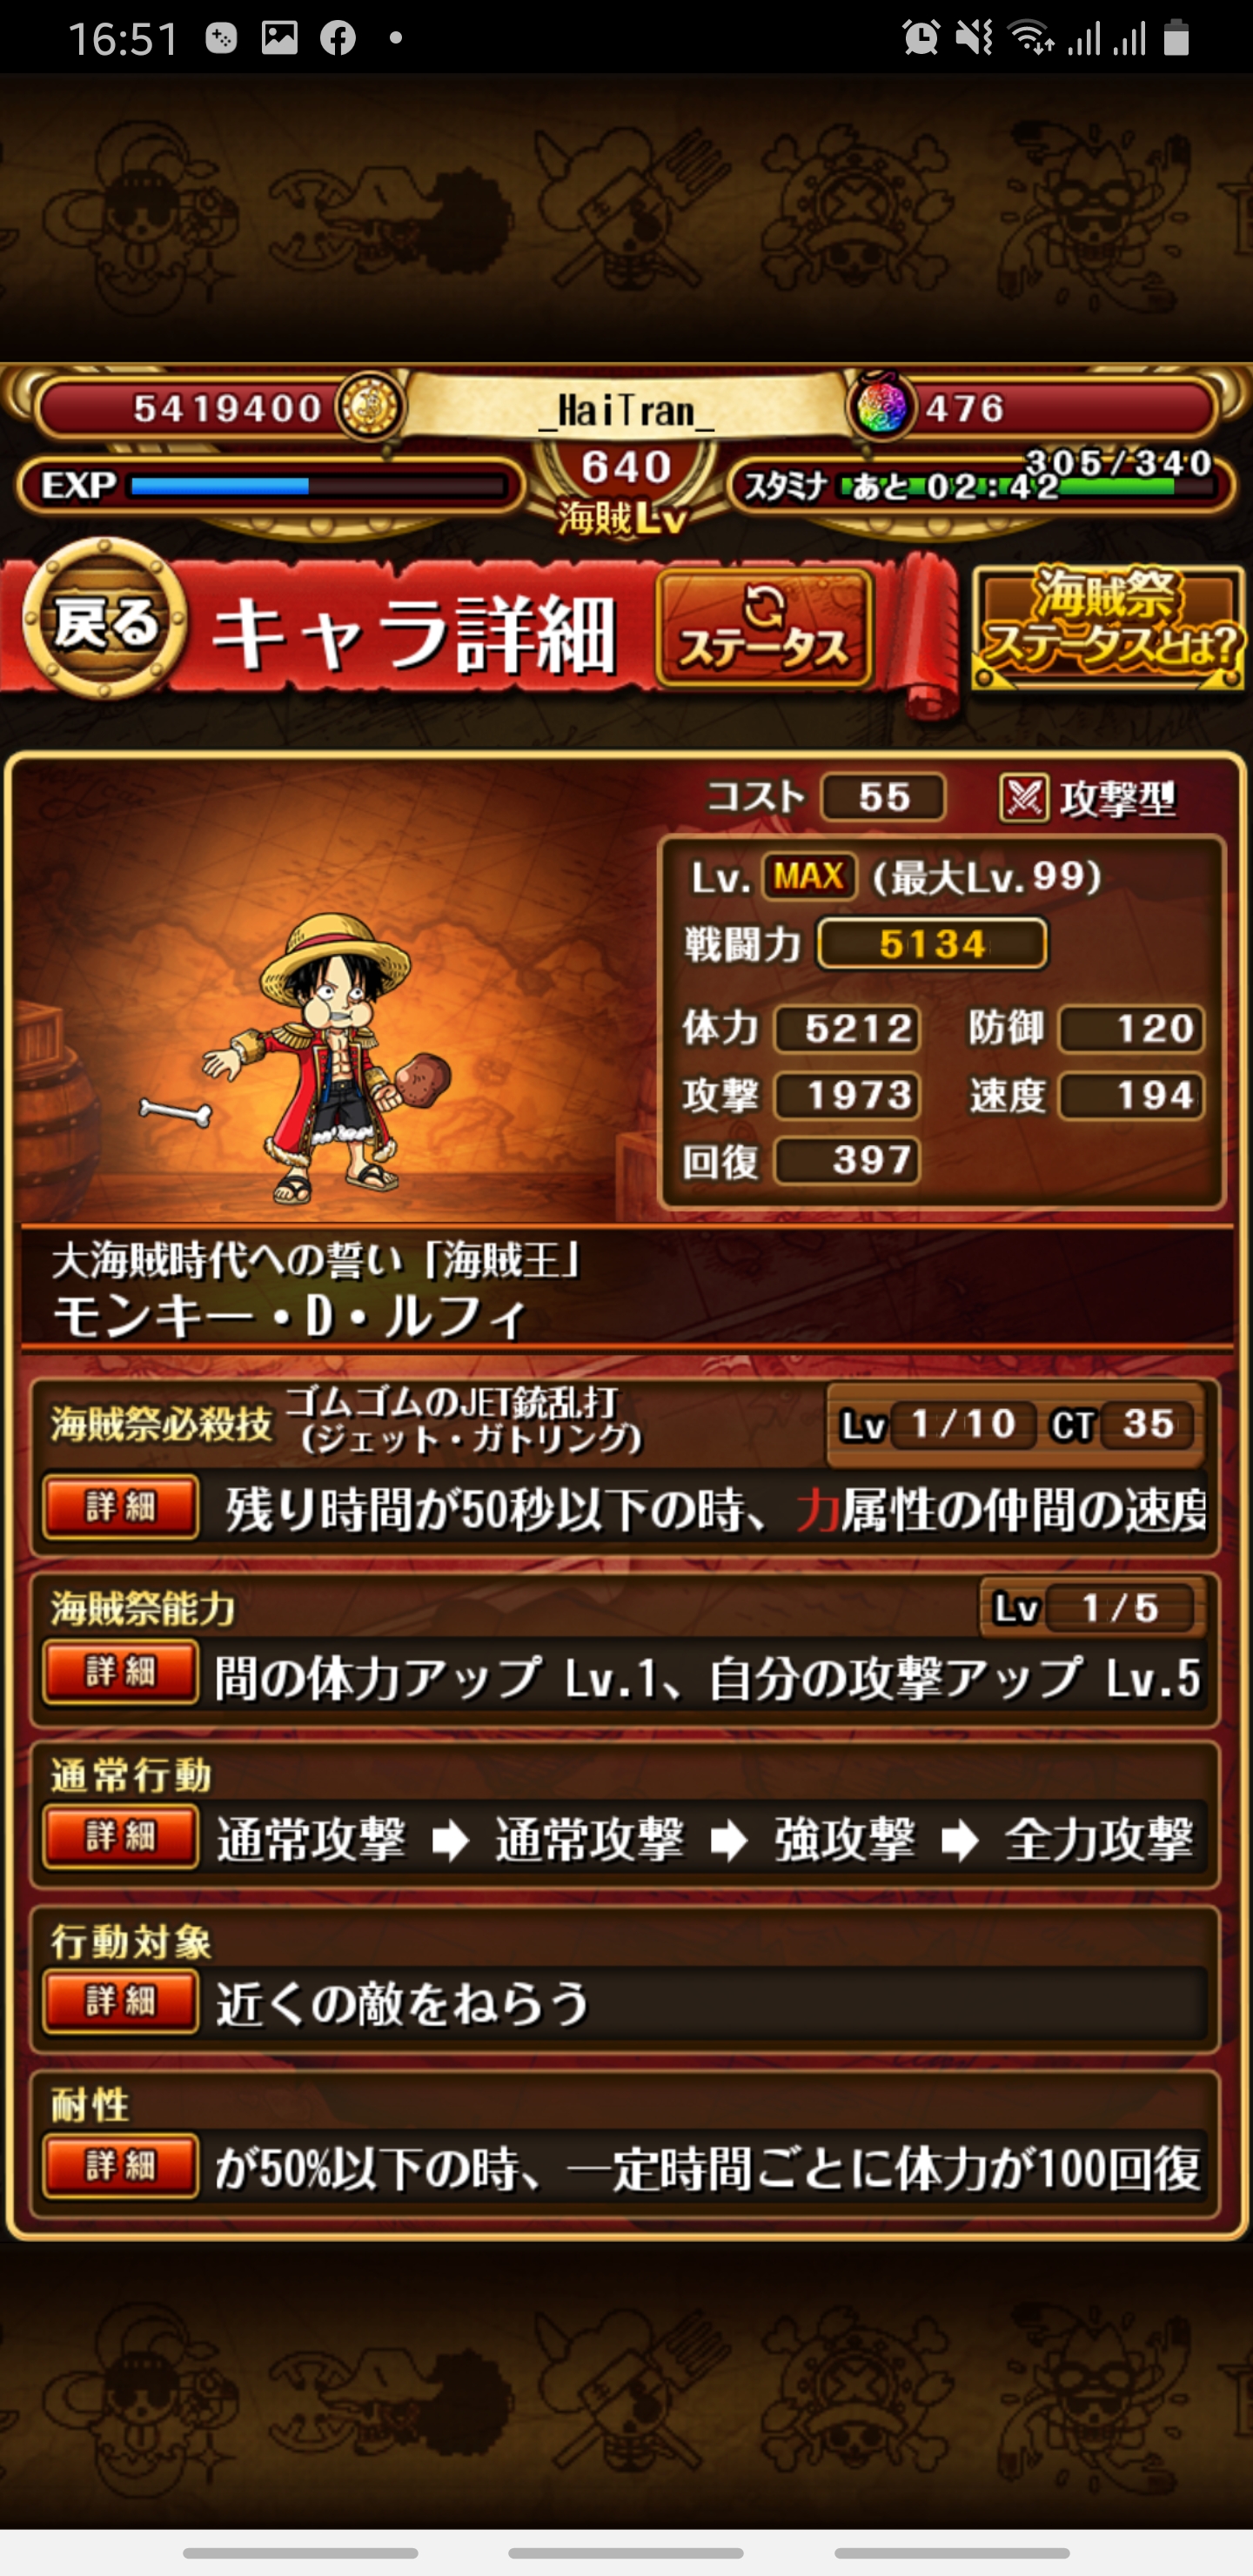 16:51
5419400
_HaiTran_
476
EXP
640
海賊Lv
スタミナ あと 02:42
305/340
戻る
キャラ詳細
ステータス
海賊祭
ステータスとは?
コスト 55 攻撃型
Lv. MAX (最大Lv.99)
戦闘力 5134
体力 5212 防御 120
攻撃 1973 速度 194
回復 397
大海賊時代への誓い「海賊王」
モンキー・D・ルフィ
海賊祭必殺技
ゴムゴムのJET銃乱打
(ジェット・ガトリング)
Lv 1/10 CT 35
詳細 残り時間が50秒以下の時、力属性の仲間の速度
海賊祭能力 Lv 1/5
詳細 間の体力アップ Lv.1、自分の攻撃アップ Lv.5
通常行動
詳細 通常攻撃 ➡ 通常攻撃 ➡ 強攻撃 ➡ 全力攻撃
行動対象
詳細 近くの敵をねらう
耐性
詳細 が50%以下の時、一定時間ごとに体力が100回復